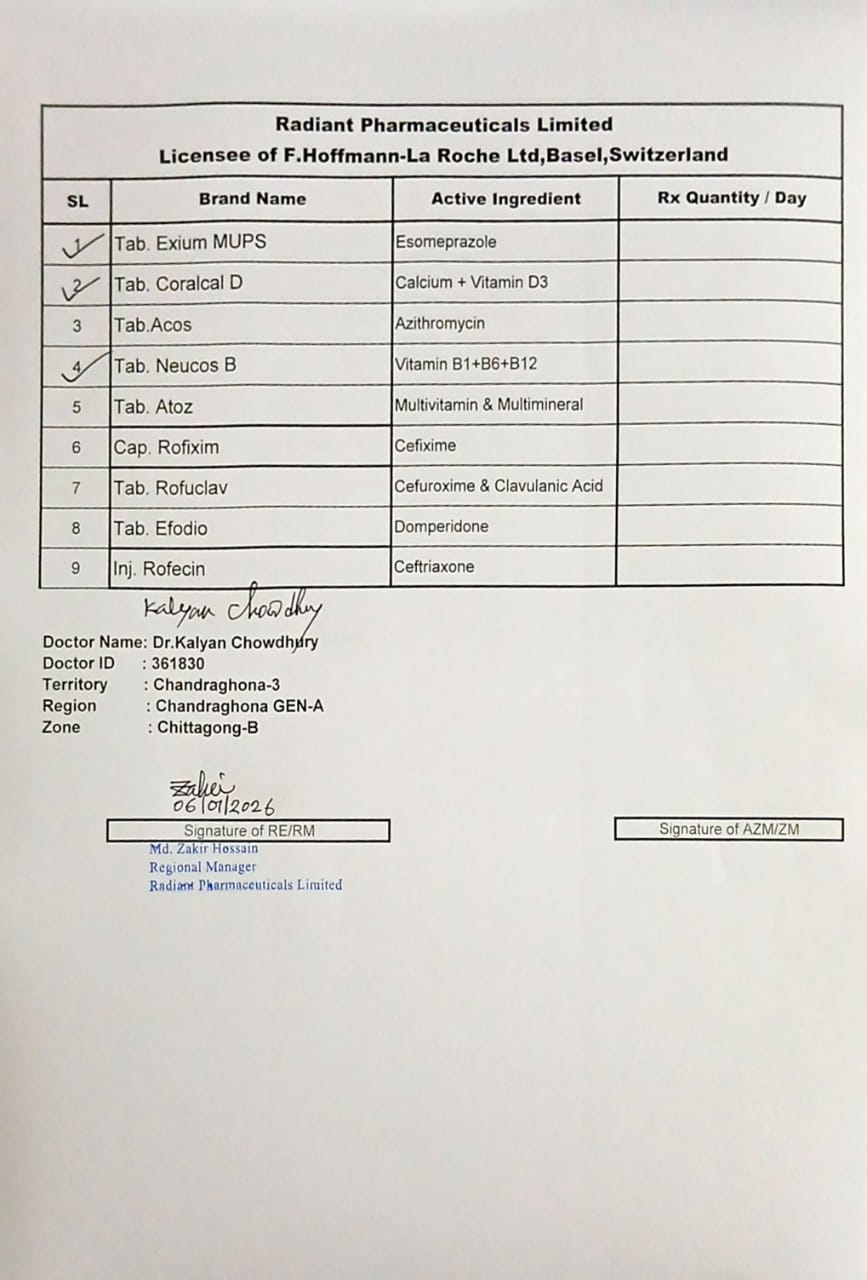 Radiant Pharmaceuticals Limited
Licensee of F.Hoffmann-La Roche Ltd,Basel,Switzerland
SL Brand Name Active Ingredient Rx Quantity / Day
1 Tab. Exium MUPS Esomeprazole
2 Tab. Coralcal D Calcium + Vitamin D3
3 Tab.Acos Azithromycin
4 Tab. Neucos B Vitamin B1+B6+B12
5 Tab. Atoz Multivitamin & Multimineral
6 Cap. Rofixim Cefixime
7 Tab. Rofuclav Cefuroxime & Clavulanic Acid
8 Tab. Efodio Domperidone
9 Inj. Rofecin Ceftriaxone
Kalyan Chowdhury
Doctor Name: Dr.Kalyan Chowdhury
Doctor ID : 361830
Territory : Chandraghona-3
Region : Chandraghona GEN-A
Zone : Chittagong-B
06/01/2026
Signature of RE/RM Signature of AZM/ZM
Md. Zakir Hossain
Regional Manager
Radiant Pharmaceuticals Limited